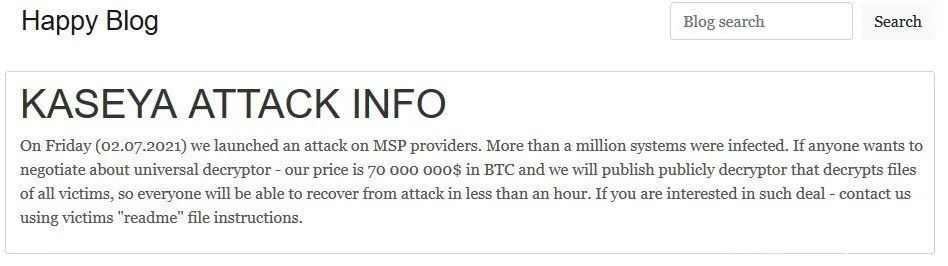 Happy Blog
Blog search
Search
KASEYA ATTACK INFO
On Friday (02.07.2021) we launched an attack on MSP providers. More than a million systems were infected. If anyone wants to
negotiate about universal decryptor - our price is 70 000 000$ in BTC and we will publish publicly decryptor that decrypts files
of all victims, so everyone will be able to recover from attack in less than an hour. If you are interested in such deal - contact us
using victims "readme" file instructions.